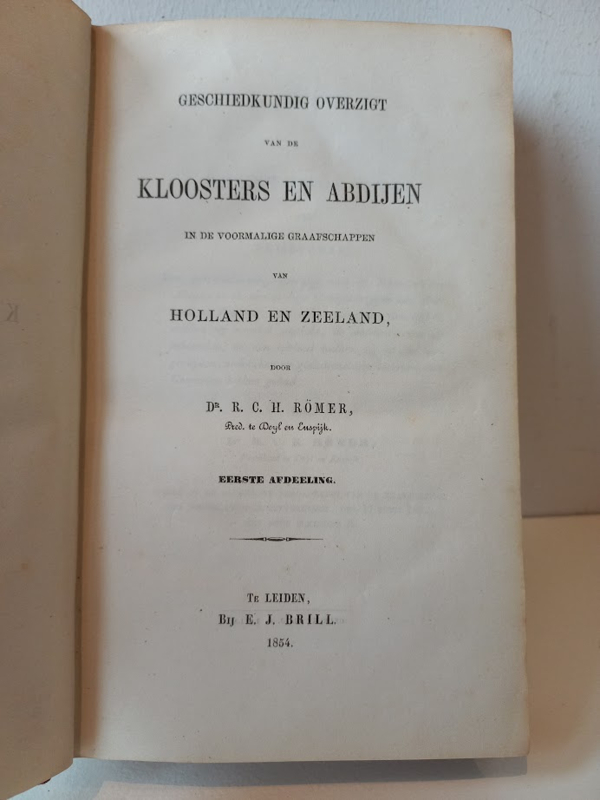 GESCHIEDKUNDIG OVERZIGT
VAN DE
KLOOSTERS EN ABDIJEN
IN DE VOORMALIGE GRAAFSCHAPPEN
VAN
HOLLAND EN ZEELAND,
DOOR
DR. R. C. H. RÖMER,
Pred. te Deyl en Enspijk.
EERSTE AFDEELING.
TE LEIDEN,
BIJ E. J. BRILL.
1854.
K